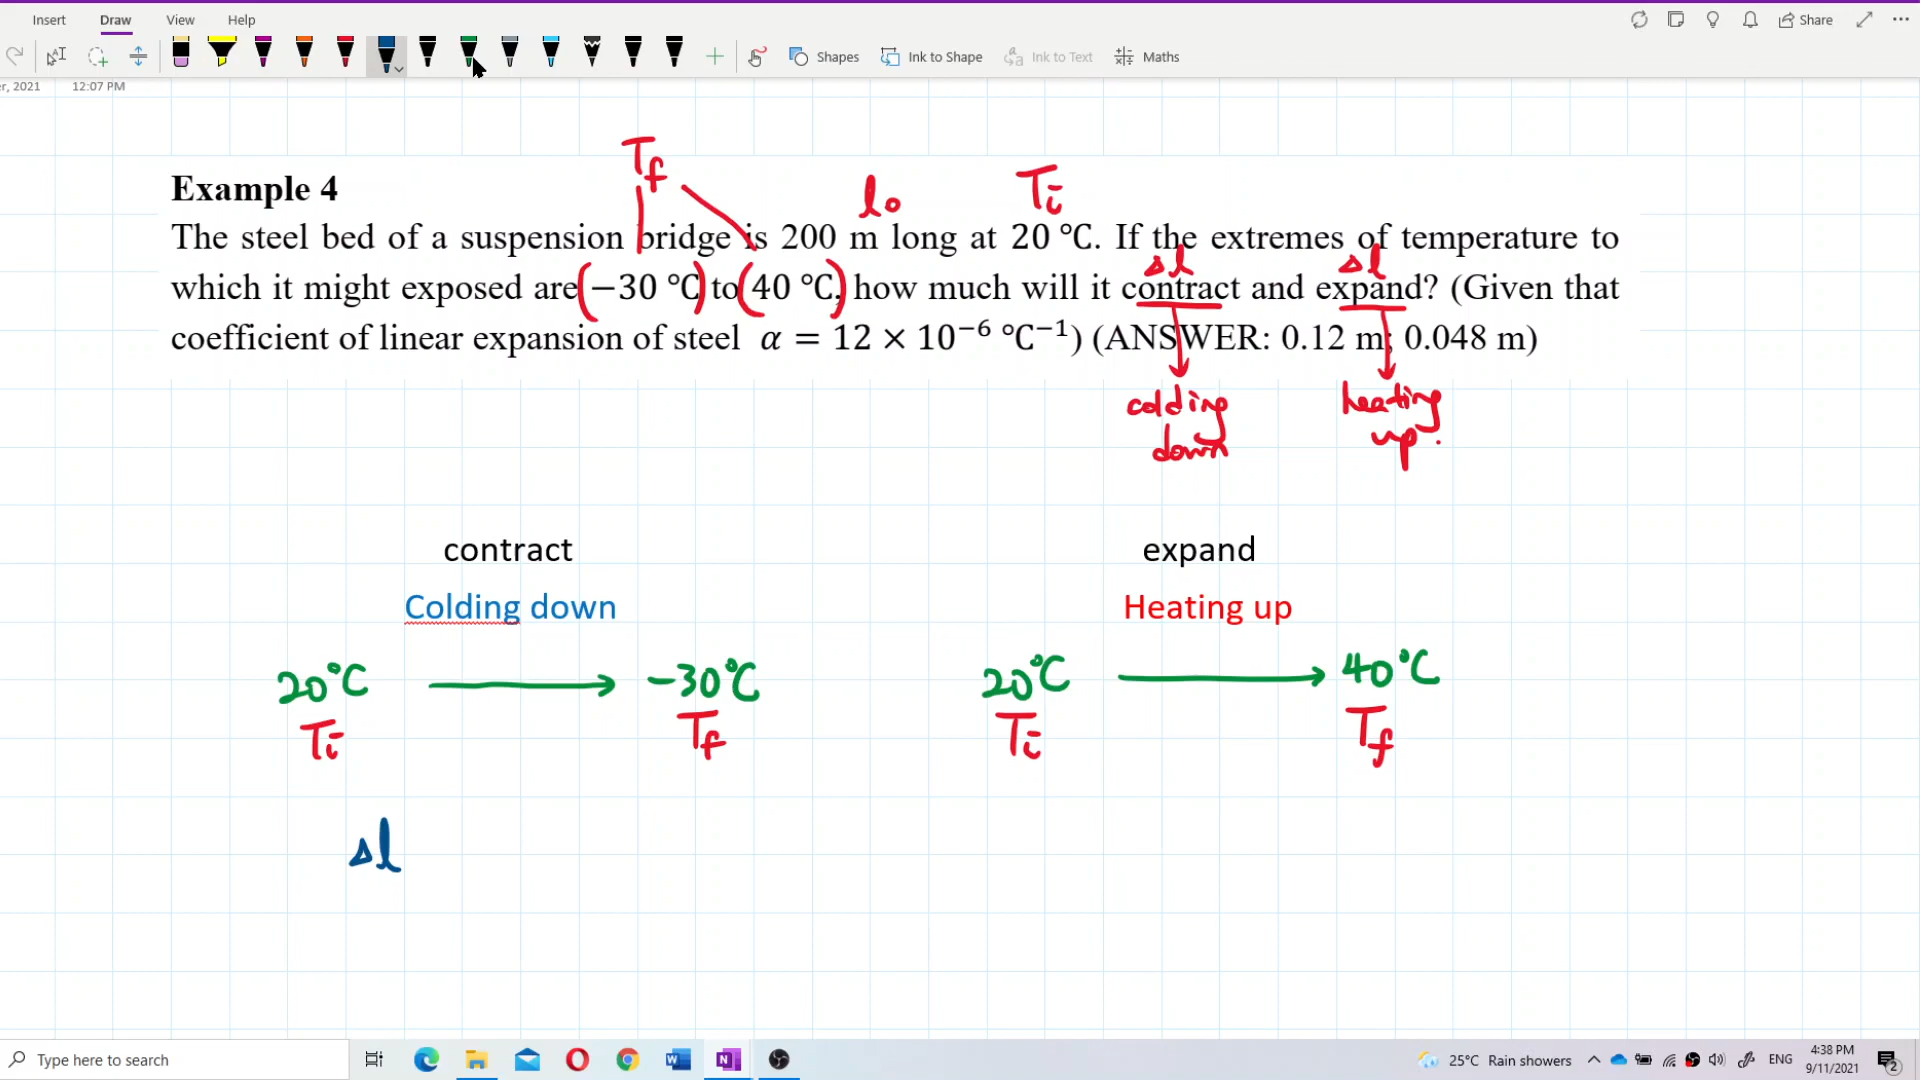 Insert Draw View Help Share
Shapes Ink to Shape Ink to Text Maths
er, 2021 12:07 PM
Tf
l₀ Ti
Example 4
The steel bed of a suspension bridge is 200 m long at 20 ℃. If the extremes of temperature to
Δl Δl
which it might exposed are (−30 ℃) to (40 ℃), how much will it contract and expand? (Given that
coefficient of linear expansion of steel α = 12 × 10⁻⁶ ℃⁻¹) (ANSWER: 0.12 m; 0.048 m)
colding down
heating up.
contract expand
Colding down Heating up
20°C → −30°C 20°C → 40°C
Ti Tf Ti Tf
Δl
Type here to search 25°C Rain showers ENG 4:38 PM
9/11/2021 2